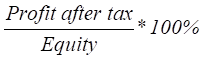 Profit after tax
* 100%
Equity